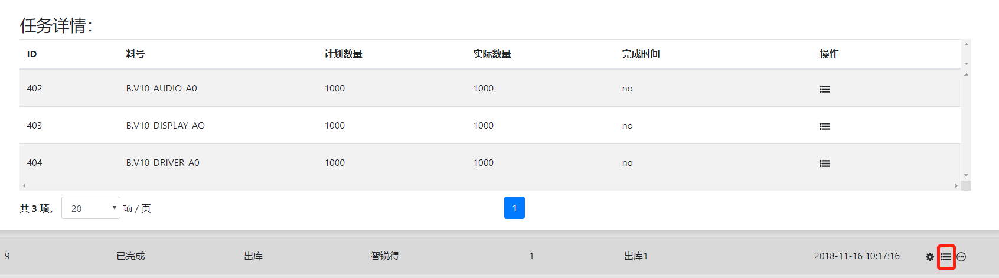 任务详情：
ID 料号 计划数量 实际数量 完成时间 操作
402 B.V10-AUDIO-A0 1000 1000 no
403 B.V10-DISPLAY-AO 1000 1000 no
404 B.V10-DRIVER-A0 1000 1000 no
共 3 项， 20 项 / 页 1
9 已完成 出库 智锐得 1 出库1 2018-11-16 10:17:16